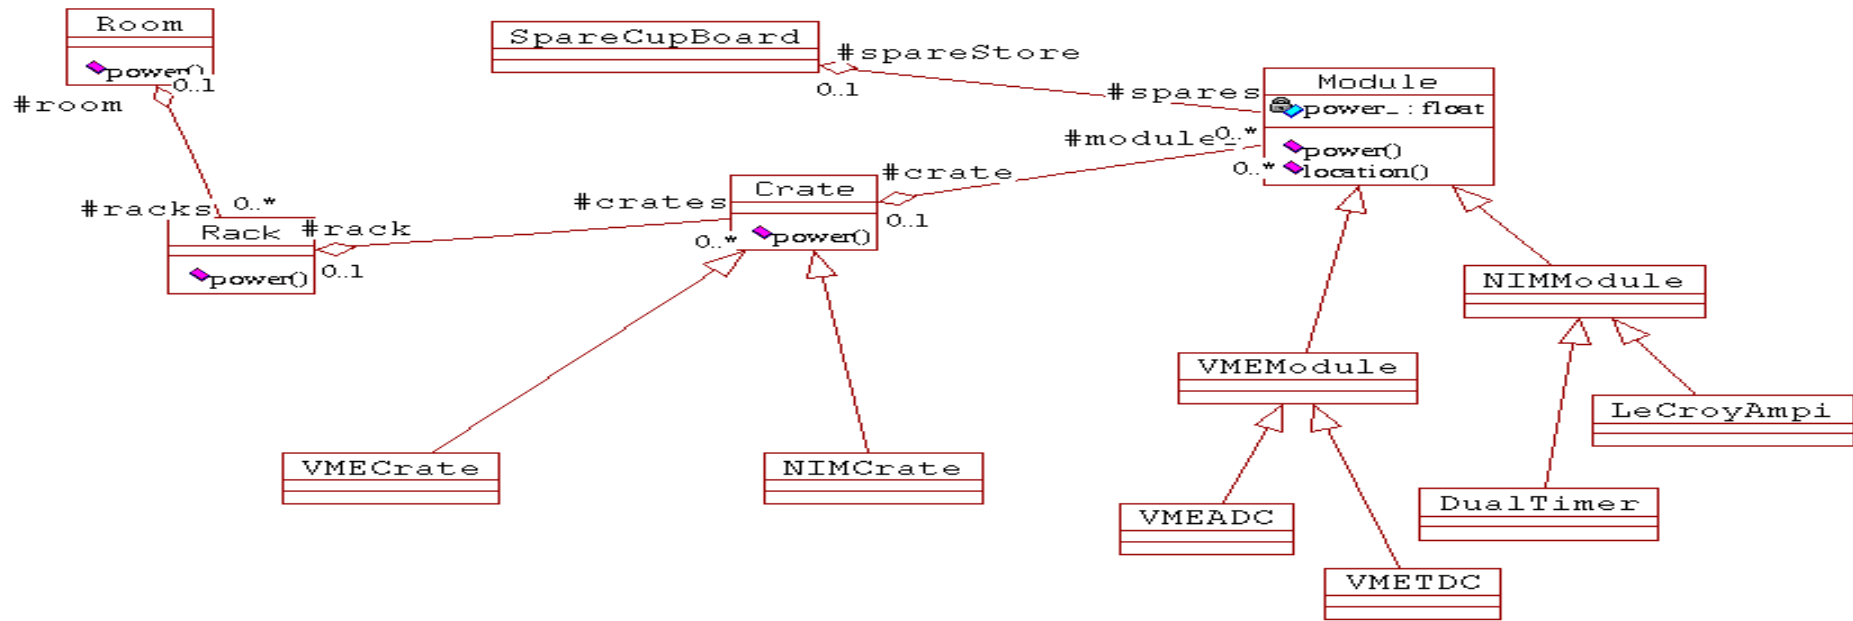 Room
power()
0..1
#room
#racks
0..*
Rack
power()
#rack
0..1
SpareCupBoard
#spareStore
0..1
#spares
0..*
Module
power_ : float
power()
location()
#module_
0..*
#crate
0..1
#crates
0..*
Crate
power()
NIMModule
VMEModule
LeCroyAmpi
VMECrate
NIMCrate
DualTimer
VMEADC
VMETDC